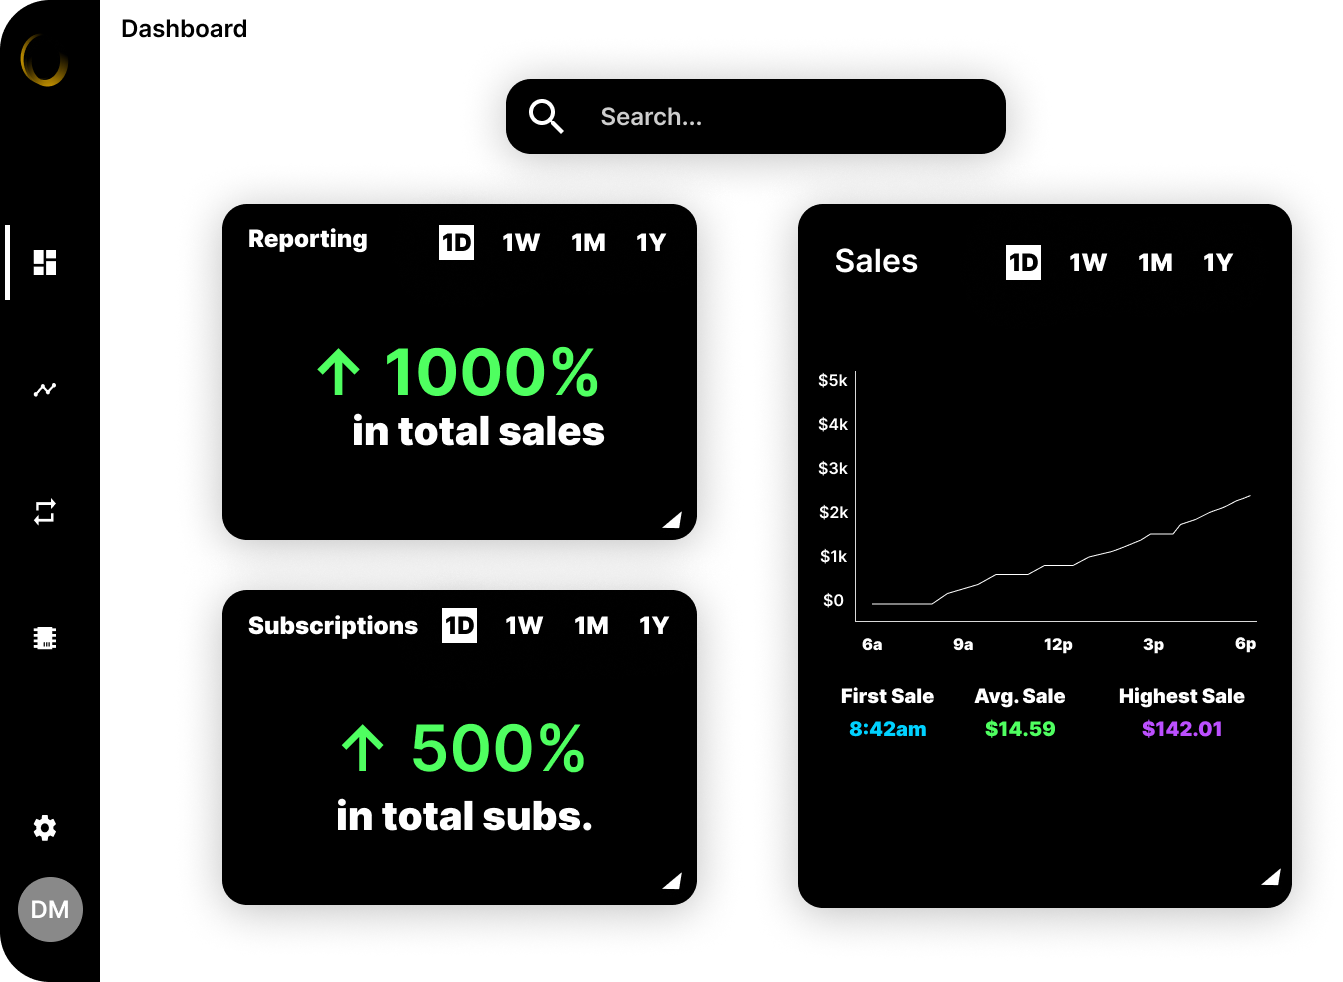 Dashboard
Search...
Reporting 1D 1W 1M 1Y
↑ 1000%
in total sales
Subscriptions 1D 1W 1M 1Y
↑ 500%
in total subs.
Sales 1D 1W 1M 1Y
$5k
$4k
$3k
$2k
$1k
$0
6a 9a 12p 3p 6p
First Sale Avg. Sale Highest Sale
8:42am $14.59 $142.01
DM